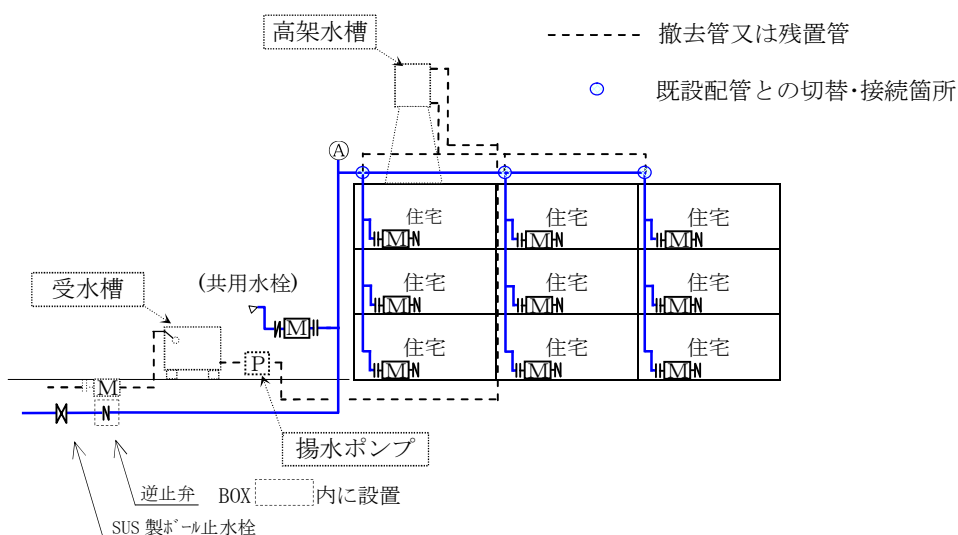 高架水槽
撤去管又は残置管
既設配管との切替･接続箇所
A
住宅 住宅 住宅
M M M
受水槽
(共用水栓)
住宅 住宅 住宅
M M M
M
住宅 住宅 住宅
P
M M M
M
揚水ポンプ
逆止弁 BOX 内に設置
SUS 製ﾎﾞｰﾙ止水栓